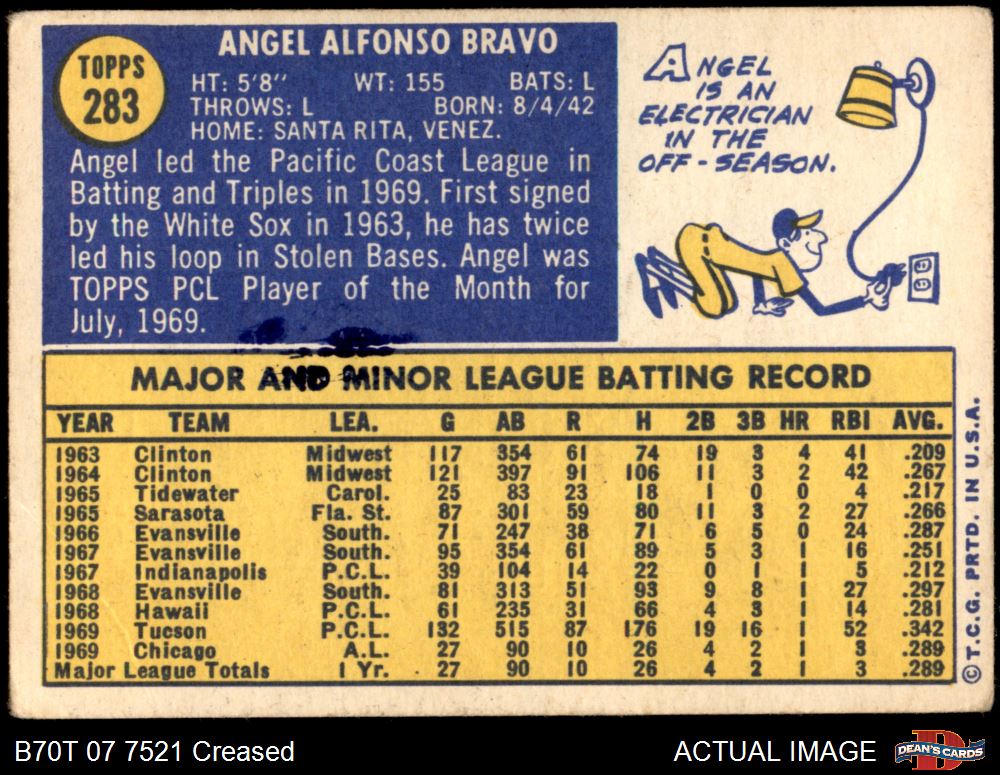 TOPPS
283
ANGEL ALFONSO BRAVO
HT: 5'8" WT: 155 BATS: L
THROWS: L BORN: 8/4/42
HOME: SANTA RITA, VENEZ.
Angel led the Pacific Coast League in
Batting and Triples in 1969. First signed
by the White Sox in 1963, he has twice
led his loop in Stolen Bases. Angel was
TOPPS PCL Player of the Month for
July, 1969.
ANGEL
IS AN
ELECTRICIAN
IN THE
OFF-SEASON.
MAJOR AND MINOR LEAGUE BATTING RECORD
YEAR TEAM LEA. G AB R H 2B 3B HR RBI AVG.
1963 Clinton Midwest 117 354 61 74 19 3 4 41 .209
1964 Clinton Midwest 121 397 91 106 11 3 2 42 .267
1965 Tidewater Carol. 25 83 23 18 1 0 0 4 .217
1965 Sarasota Fla. St. 87 301 59 80 11 3 2 27 .266
1966 Evansville South. 71 247 38 71 6 5 0 24 .287
1967 Evansville South. 95 354 61 89 5 3 1 16 .251
1967 Indianapolis P.C.L. 39 104 14 22 0 1 1 5 .212
1968 Evansville South. 81 313 51 93 9 8 1 27 .297
1968 Hawaii P.C.L. 61 235 31 66 4 3 1 14 .281
1969 Tucson P.C.L. 132 515 87 176 19 16 1 52 .342
1969 Chicago A.L. 27 90 10 26 4 2 1 3 .289
Major League Totals 1 Yr. 27 90 10 26 4 2 1 3 .289
© T.C.G. PRTD. IN U.S.A.
B70T 07 7521 Creased
ACTUAL IMAGE
DEAN'S CARDS